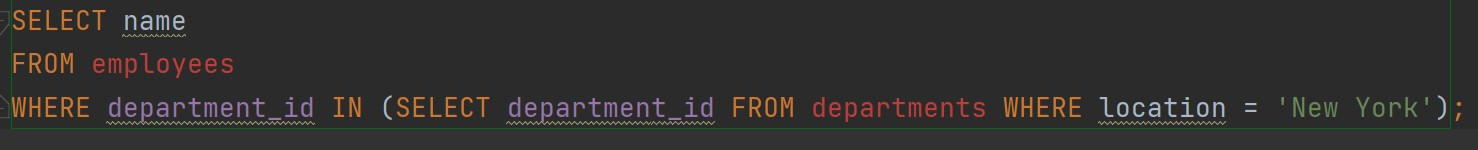 SELECT name
FROM employees
WHERE department_id IN (SELECT department_id FROM departments WHERE location = 'New York');